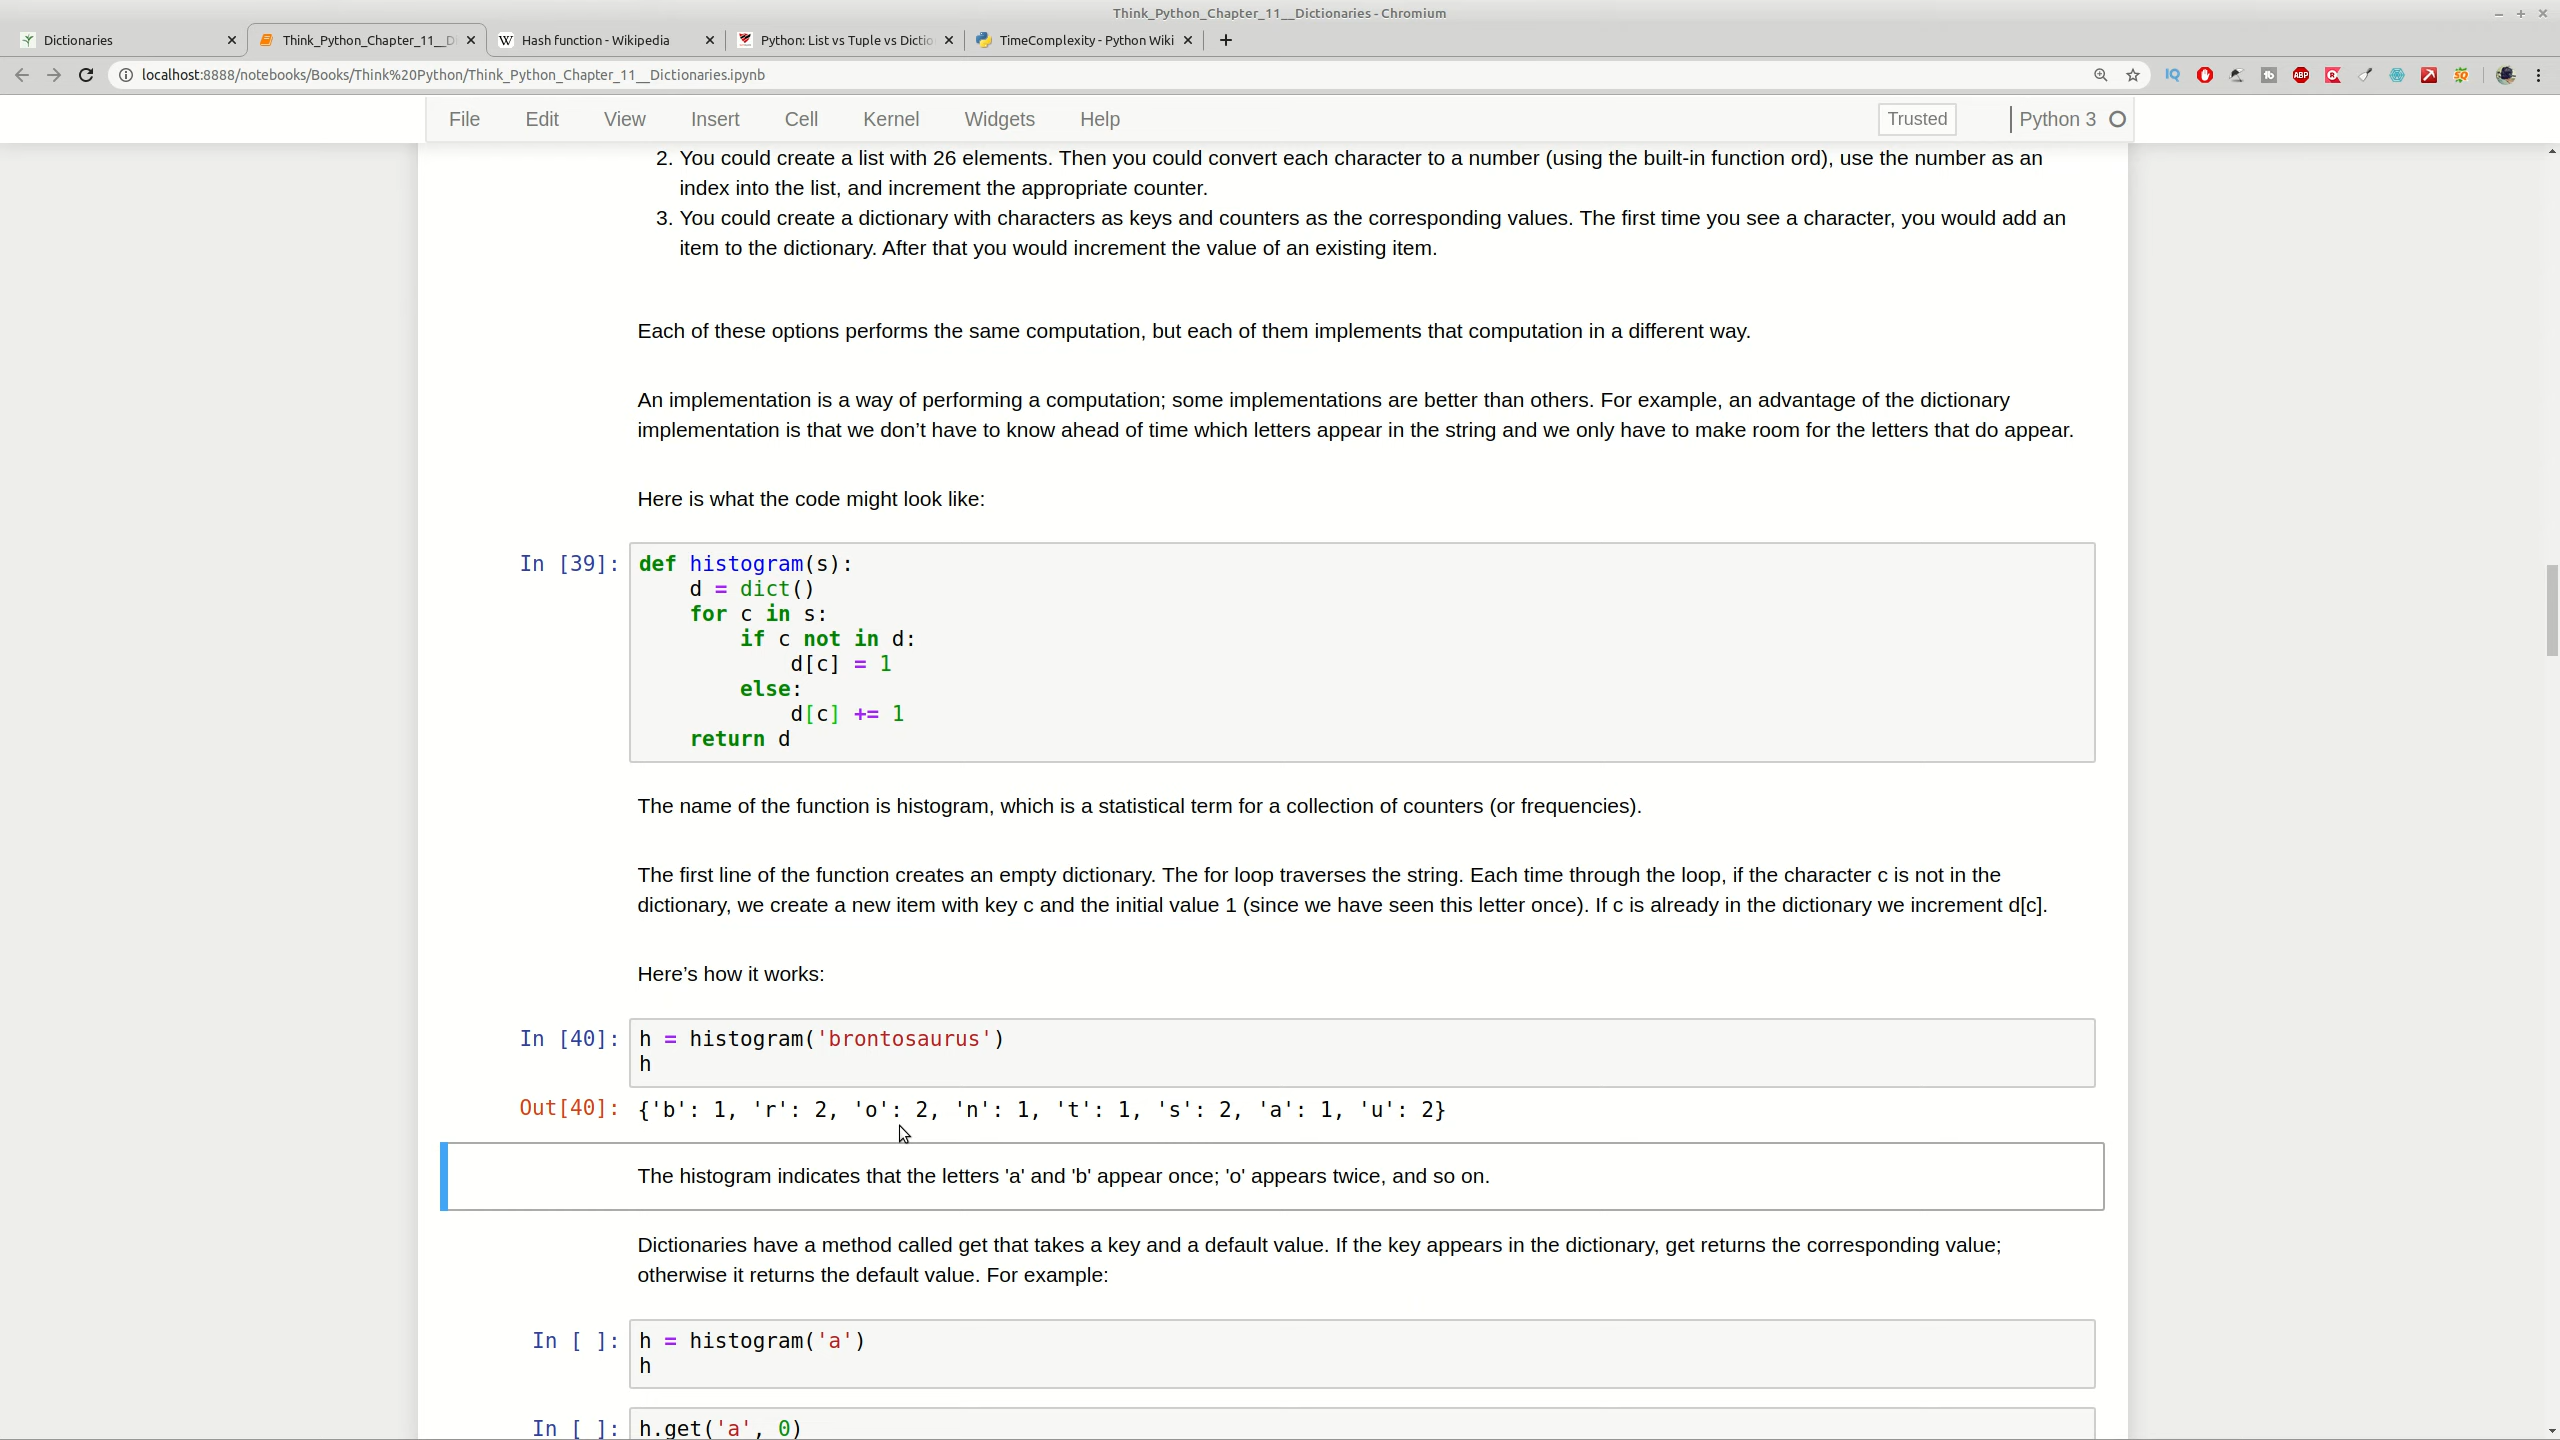 Think_Python_Chapter_11__Dictionaries - Chromium
Dictionaries
Think_Python_Chapter_11__D
Hash function - Wikipedia
Python: List vs Tuple vs Dictio
TimeComplexity - Python Wiki
localhost:8888/notebooks/Books/Think%20Python/Think_Python_Chapter_11__Dictionaries.ipynb
File Edit View Insert Cell Kernel Widgets Help Trusted Python 3
2. You could create a list with 26 elements. Then you could convert each character to a number (using the built-in function ord), use the number as an
index into the list, and increment the appropriate counter.
3. You could create a dictionary with characters as keys and counters as the corresponding values. The first time you see a character, you would add an
item to the dictionary. After that you would increment the value of an existing item.
Each of these options performs the same computation, but each of them implements that computation in a different way.
An implementation is a way of performing a computation; some implementations are better than others. For example, an advantage of the dictionary
implementation is that we don’t have to know ahead of time which letters appear in the string and we only have to make room for the letters that do appear.
Here is what the code might look like:
In [39]: def histogram(s):
    d = dict()
    for c in s:
        if c not in d:
            d[c] = 1
        else:
            d[c] += 1
    return d
The name of the function is histogram, which is a statistical term for a collection of counters (or frequencies).
The first line of the function creates an empty dictionary. The for loop traverses the string. Each time through the loop, if the character c is not in the
dictionary, we create a new item with key c and the initial value 1 (since we have seen this letter once). If c is already in the dictionary we increment d[c].
Here’s how it works:
In [40]: h = histogram('brontosaurus')
h
Out[40]: {'b': 1, 'r': 2, 'o': 2, 'n': 1, 't': 1, 's': 2, 'a': 1, 'u': 2}
The histogram indicates that the letters 'a' and 'b' appear once; 'o' appears twice, and so on.
Dictionaries have a method called get that takes a key and a default value. If the key appears in the dictionary, get returns the corresponding value;
otherwise it returns the default value. For example:
In [ ]: h = histogram('a')
h
In [ ]: h.get('a', 0)